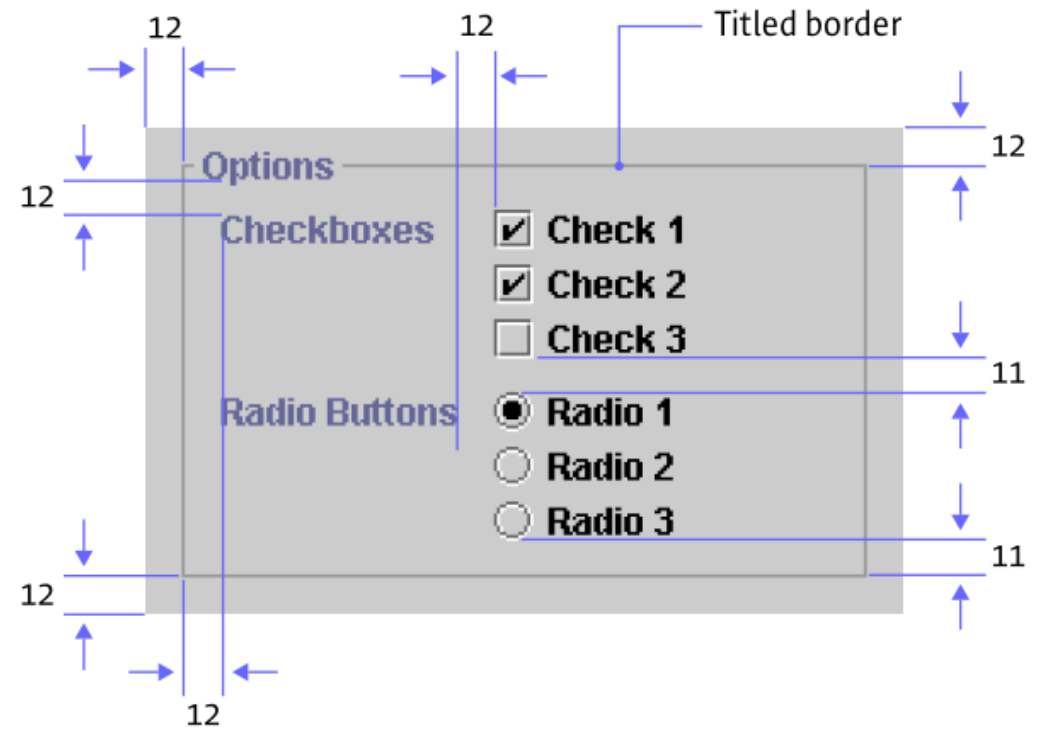 12
12
Titled border
12
Options
12
Checkboxes
Check 1
Check 2
Check 3
11
Radio Buttons
Radio 1
Radio 2
Radio 3
11
12
12